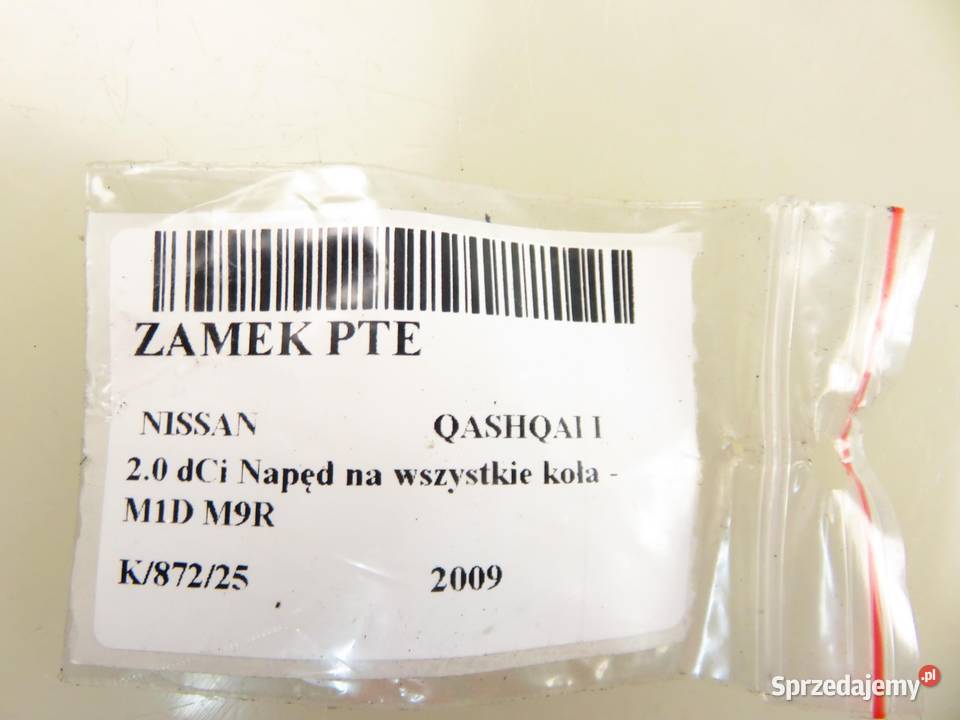 ZAMEK PTE
NISSAN QASHQAI I
2.0 dCi Napęd na wszystkie koła -
M1D M9R
K/872/25 2009
Sprzedajemy.pl